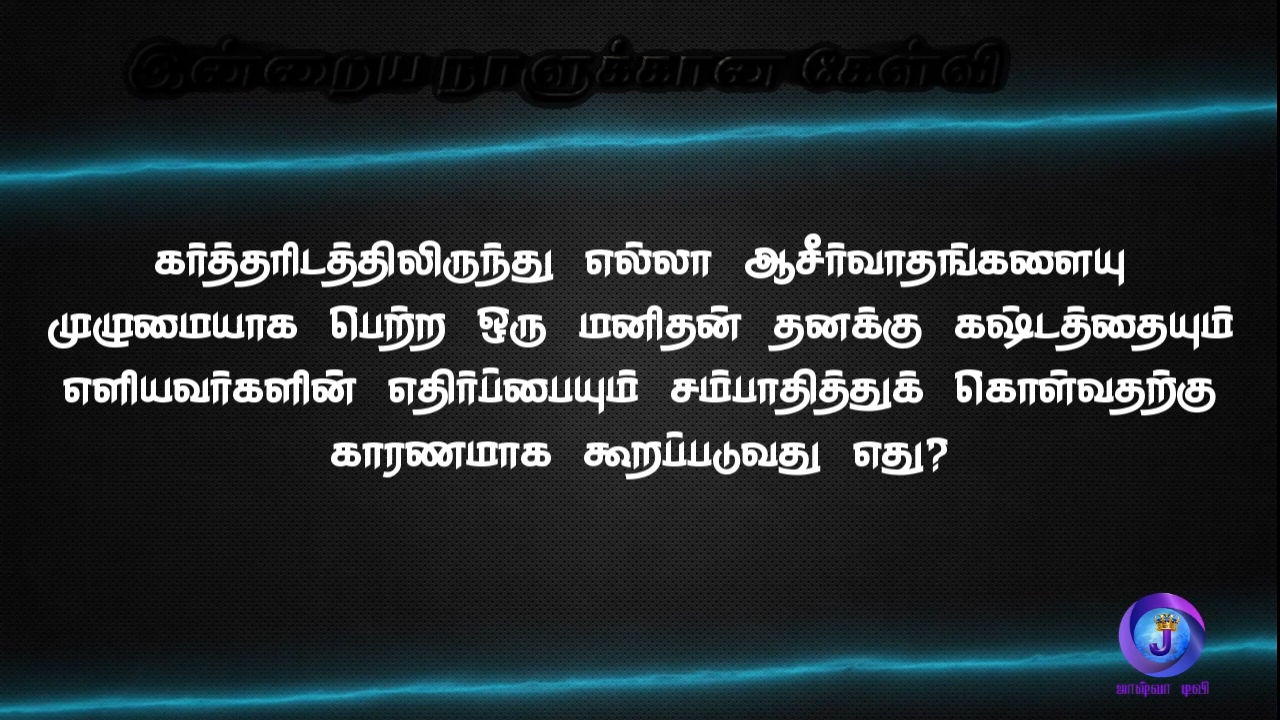 இன்றைய நாளுக்கான கேள்வி
கர்த்தரிடத்திலிருந்து எல்லா ஆசீர்வாதங்களையு
முழுமையாக பெற்ற ஒரு மனிதன் தனக்கு கஷ்டத்தையும்
எளியவர்களின் எதிர்ப்பையும் சம்பாதித்துக் கொள்வதற்கு
காரணமாக கூறப்படுவது எது?
J